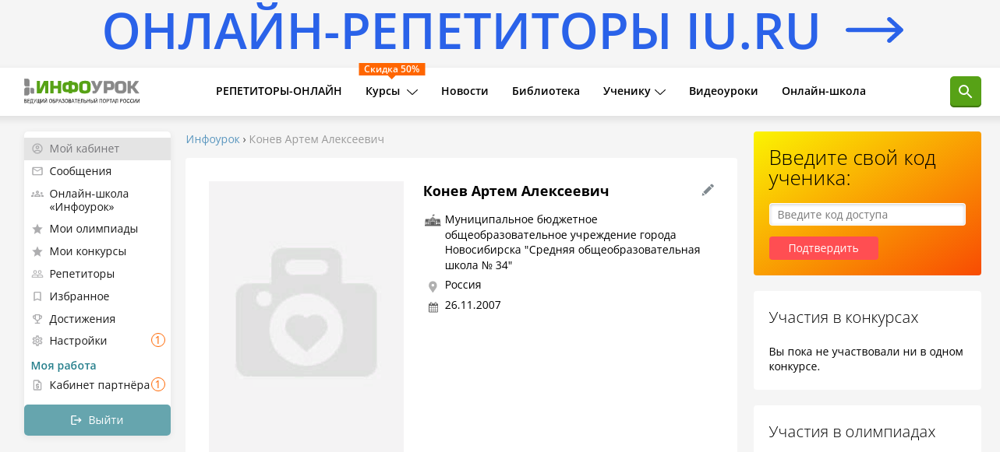 ОНЛАЙН-РЕПЕТИТОРЫ IU.RU
Скидка 50%
ИНФОУРОК
ВЕДУЩИЙ ОБРАЗОВАТЕЛЬНЫЙ ПОРТАЛ РОССИИ
РЕПЕТИТОРЫ-ОНЛАЙН
Курсы
Новости
Библиотека
Ученику
Видеоуроки
Онлайн-школа
Мой кабинет
Сообщения
Онлайн-школа
«Инфоурок»
Мои олимпиады
Мои конкурсы
Репетиторы
Избранное
Достижения
Настройки 1
Моя работа
Кабинет партнёра 1
Выйти
Инфоурок › Конев Артем Алексеевич
Конев Артем Алексеевич
Муниципальное бюджетное
общеобразовательное учреждение города
Новосибирска "Средняя общеобразовательная
школа № 34"
Россия
26.11.2007
Введите свой код
ученика:
Введите код доступа
Подтвердить
Участия в конкурсах
Вы пока не участвовали ни в одном
конкурсе.
Участия в олимпиадах